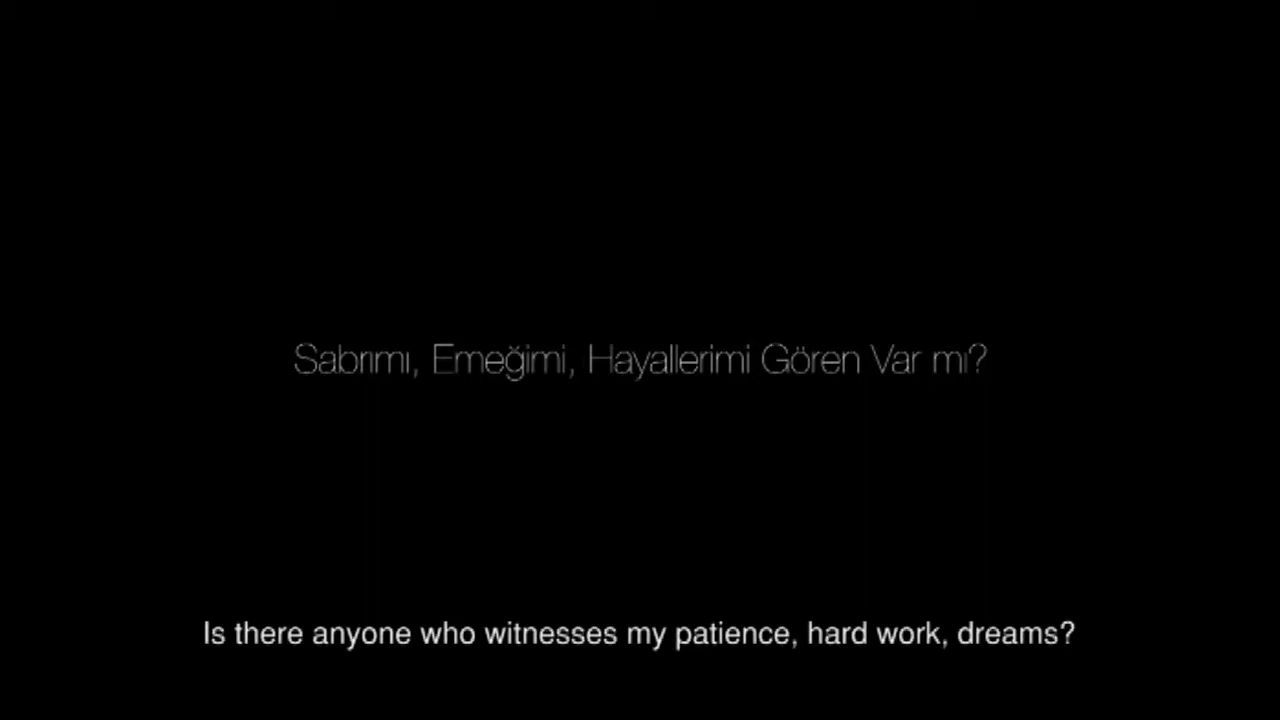 Sabrımı, Emeğimi, Hayallerimi Gören Var mı?
Is there anyone who witnesses my patience, hard work, dreams?